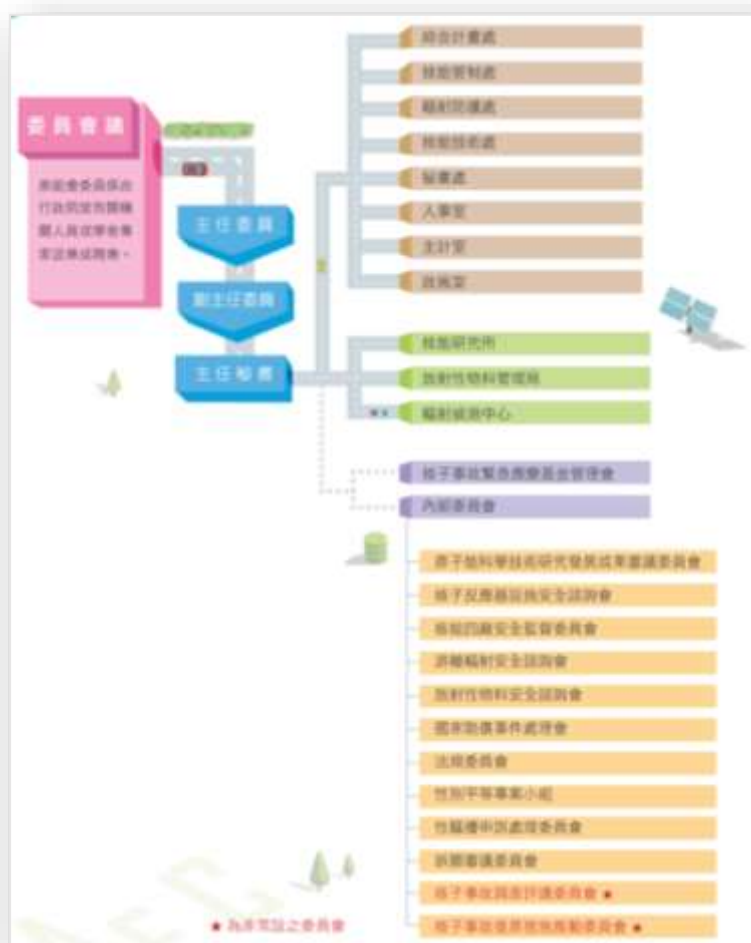 委員會議
原能會委員係由
行政院就有關機
關人員或學者專
家派兼或聘兼。
主任委員
副主任委員
主任秘書
綜合計畫處
核能管制處
輻射防護處
核能技術處
秘書處
人事室
主計室
政風室
核能研究所
放射性物料管理局
輻射偵測中心
核子事故緊急應變基金管理會
內部委員會
原子能科學技術研究發展成果審議委員會
核子反應器設施安全諮詢會
核能四廠安全監督委員會
游離輻射安全諮詢會
放射性物料安全諮詢會
國家賠償事件處理會
法規委員會
性別平等專案小組
性騷擾申訴處理委員會
訴願審議委員會
核子事故調查評議委員會 ★
核子事故復原措施推動委員會 ★
★ 為非常設之委員會